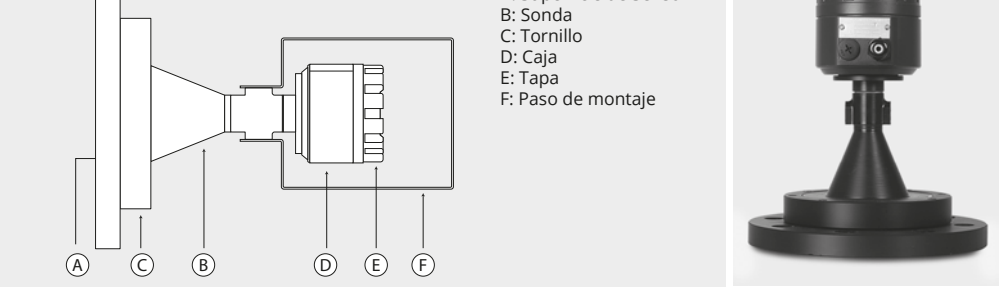 B: Sonda
C: Tornillo
D: Caja
E: Tapa
F: Paso de montaje
A
C
B
D
E
F